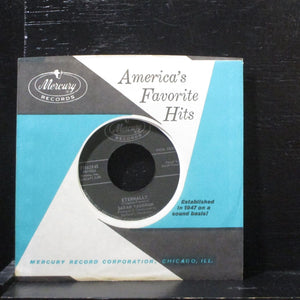 Mercury
RECORDS
America's
Favorite
Hits
Mercury
ETERNALLY
SARAH VAUGHAN
Established
in 1947 on a
sound basis!
MERCURY RECORD CORPORATION, CHICAGO, ILL.